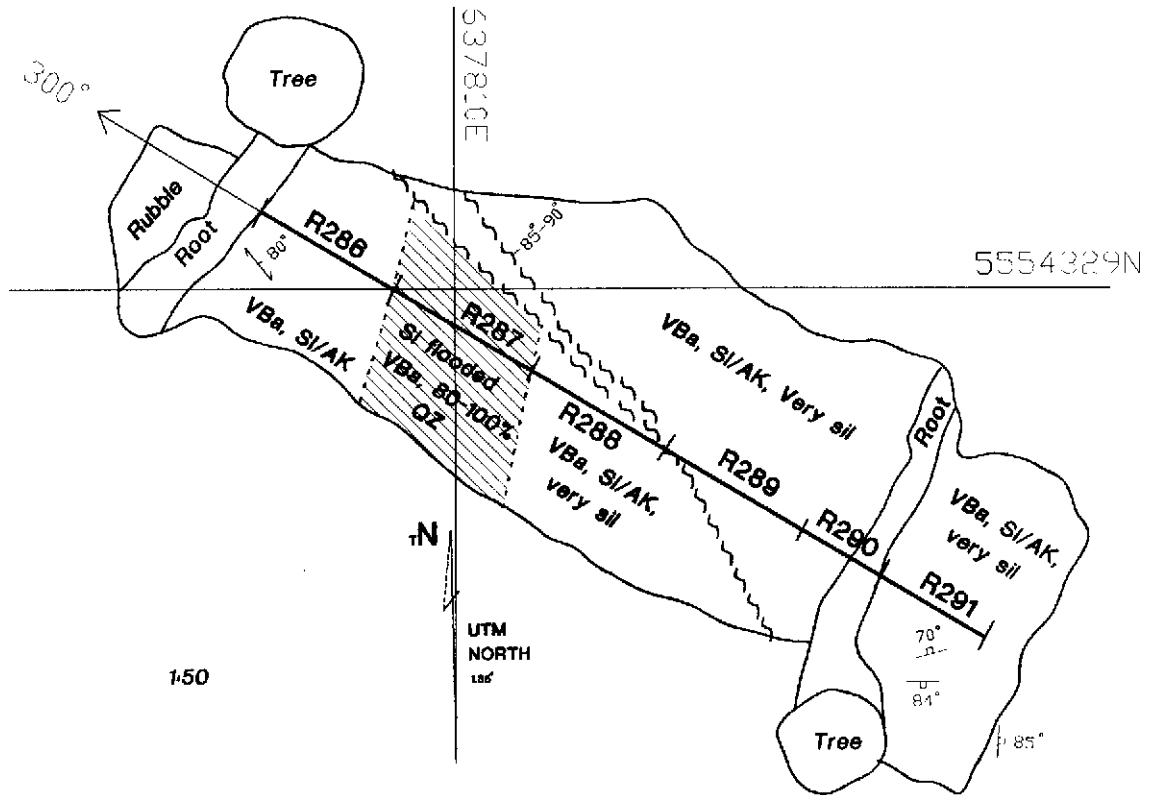 Tree
300°
637810E
Rubble
Root
R286
80°
85-90°
5554329N
VBa, SI/AK
R287
SI flooded
VBa, 80-100%
QZ
VBa, SI/AK, Very sil
R288
VBa, SI/AK,
very sil
R289
R290
Root
VBa, SI/AK,
very sil
R291
TN
UTM
NORTH
1:50
70°
84°
85°
Tree